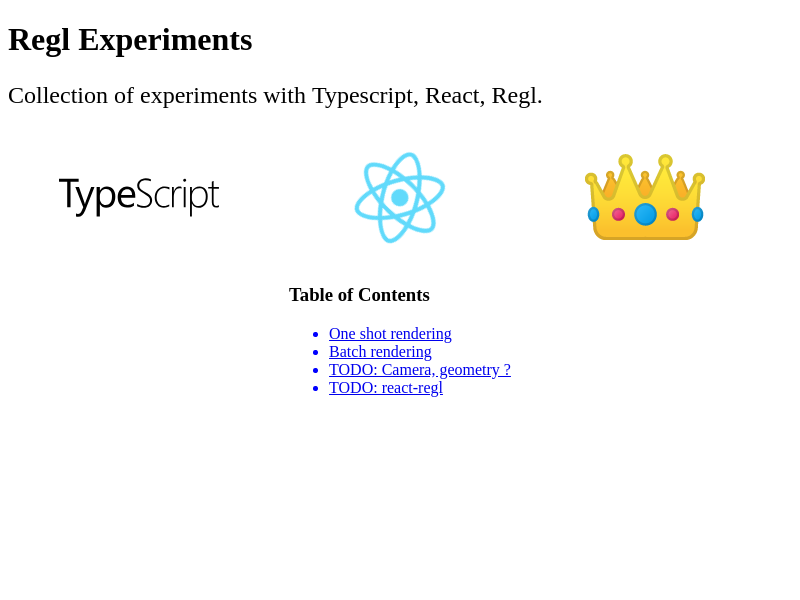 Regl Experiments
Collection of experiments with Typescript, React, Regl.
TypeScript
Table of Contents
One shot rendering
Batch rendering
TODO: Camera, geometry ?
TODO: react-regl